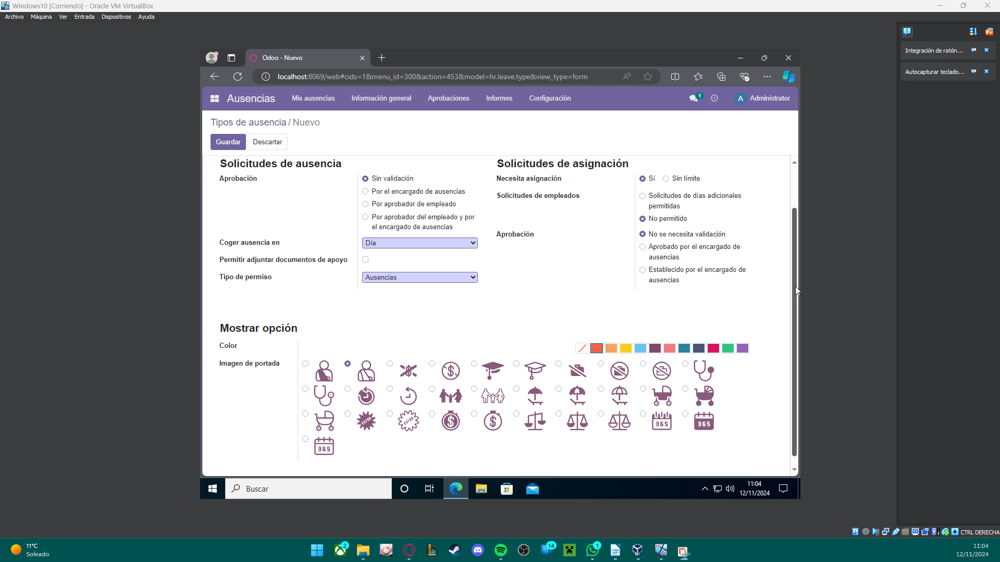 Windows10 [Corriendo] - Oracle VM VirtualBox
Archivo Máquina Ver Entrada Dispositivos Ayuda
Integración de ratón...
Autocapturar teclado...
Odoo - Nuevo
localhost:8069/web#cids=1&menu_id=300&action=453&model=hr.leave.type&view_type=form
Ausencias Mis ausencias Información general Aprobaciones Informes Configuración 1 A Administrator
Tipos de ausencia / Nuevo
Guardar Descartar
Solicitudes de ausencia
Aprobación
Sin validación
Por el encargado de ausencias
Por aprobador de empleado
Por aprobador del empleado y por
el encargado de ausencias
Coger ausencia en Día
Permitir adjuntar documentos de apoyo
Tipo de permiso Ausencias
Solicitudes de asignación
Necesita asignación Sí Sin límite
Solicitudes de empleados
Solicitudes de días adicionales
permitidas
No permitido
Aprobación
No se necesita validación
Aprobado por el encargado de
ausencias
Establecido por el encargado de
ausencias
Mostrar opción
Color
Imagen de portada
EXTRA
365 365
365
Buscar
11:04
12/11/2024
CTRL DERECHA
11°C
Soleado
2
14
1
11:04
12/11/2024